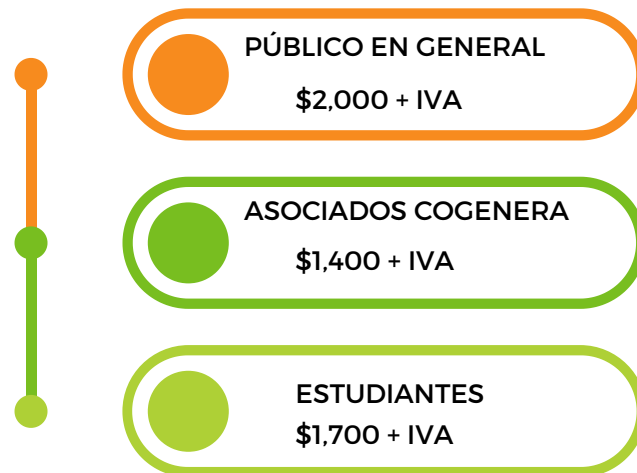 PÚBLICO EN GENERAL
$2,000 + IVA
ASOCIADOS COGENERA
$1,400 + IVA
ESTUDIANTES
$1,700 + IVA